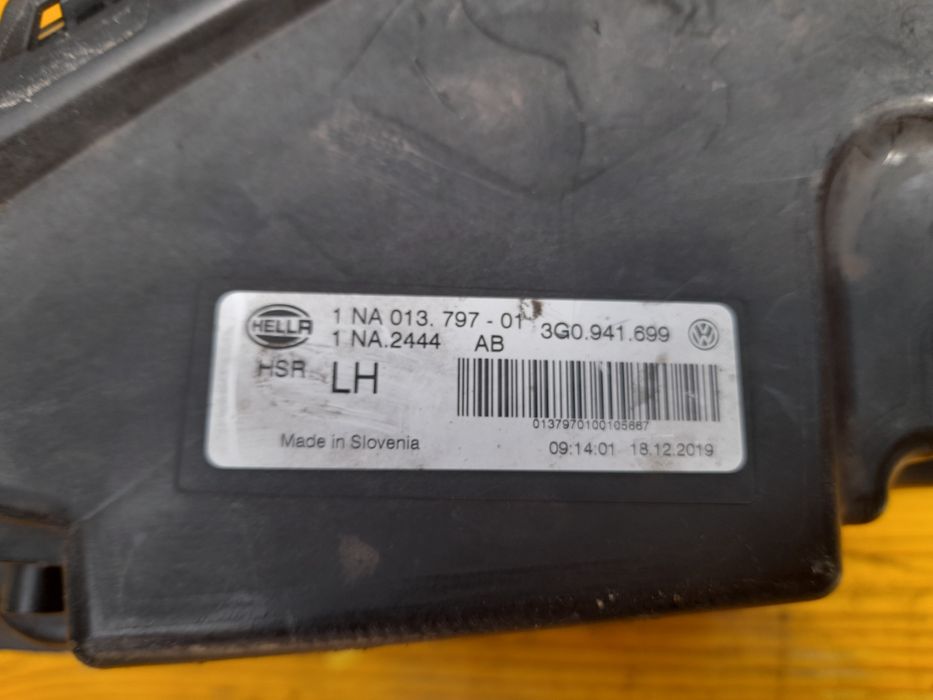 HELLA
1 NA 013. 797 - 01
3G0.941.699
1 NA.2444 AB
HSR LH
0137970100105667
Made in Slovenia
09:14:01 18.12.2019